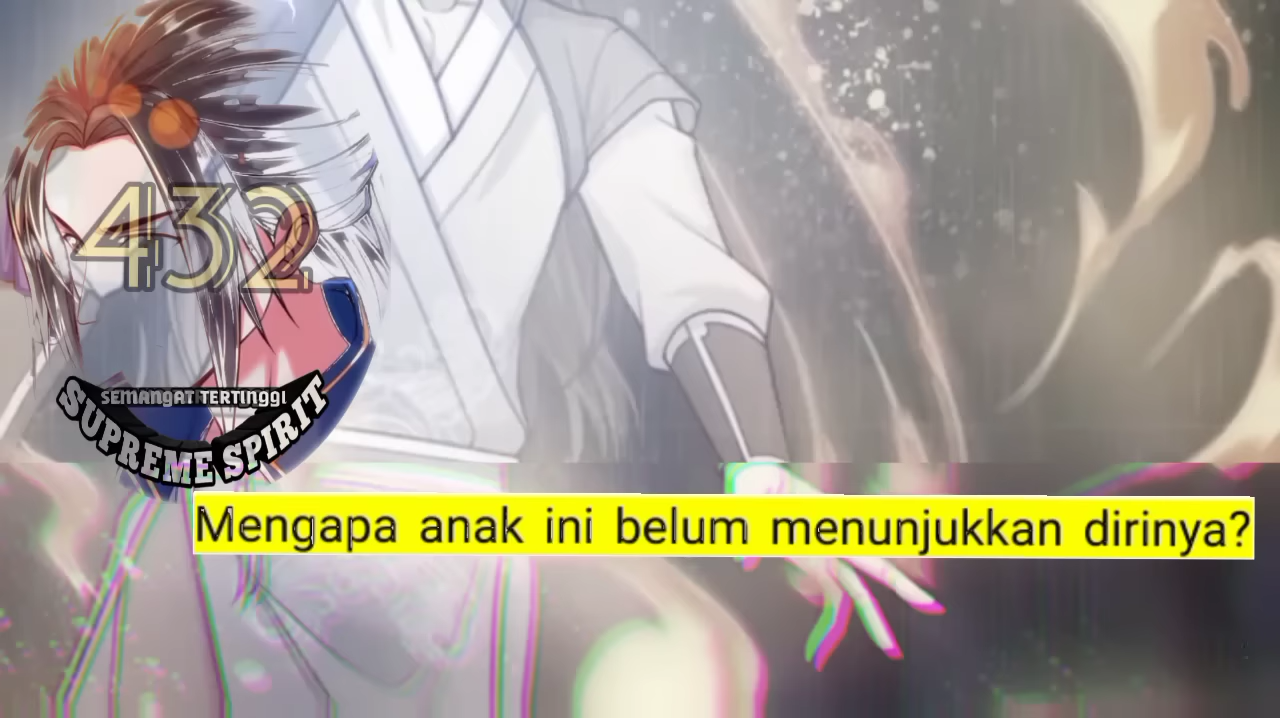 432
SEMANGAT TERTINGGI
SUPREME SPIRIT
Mengapa anak ini belum menunjukkan dirinya?